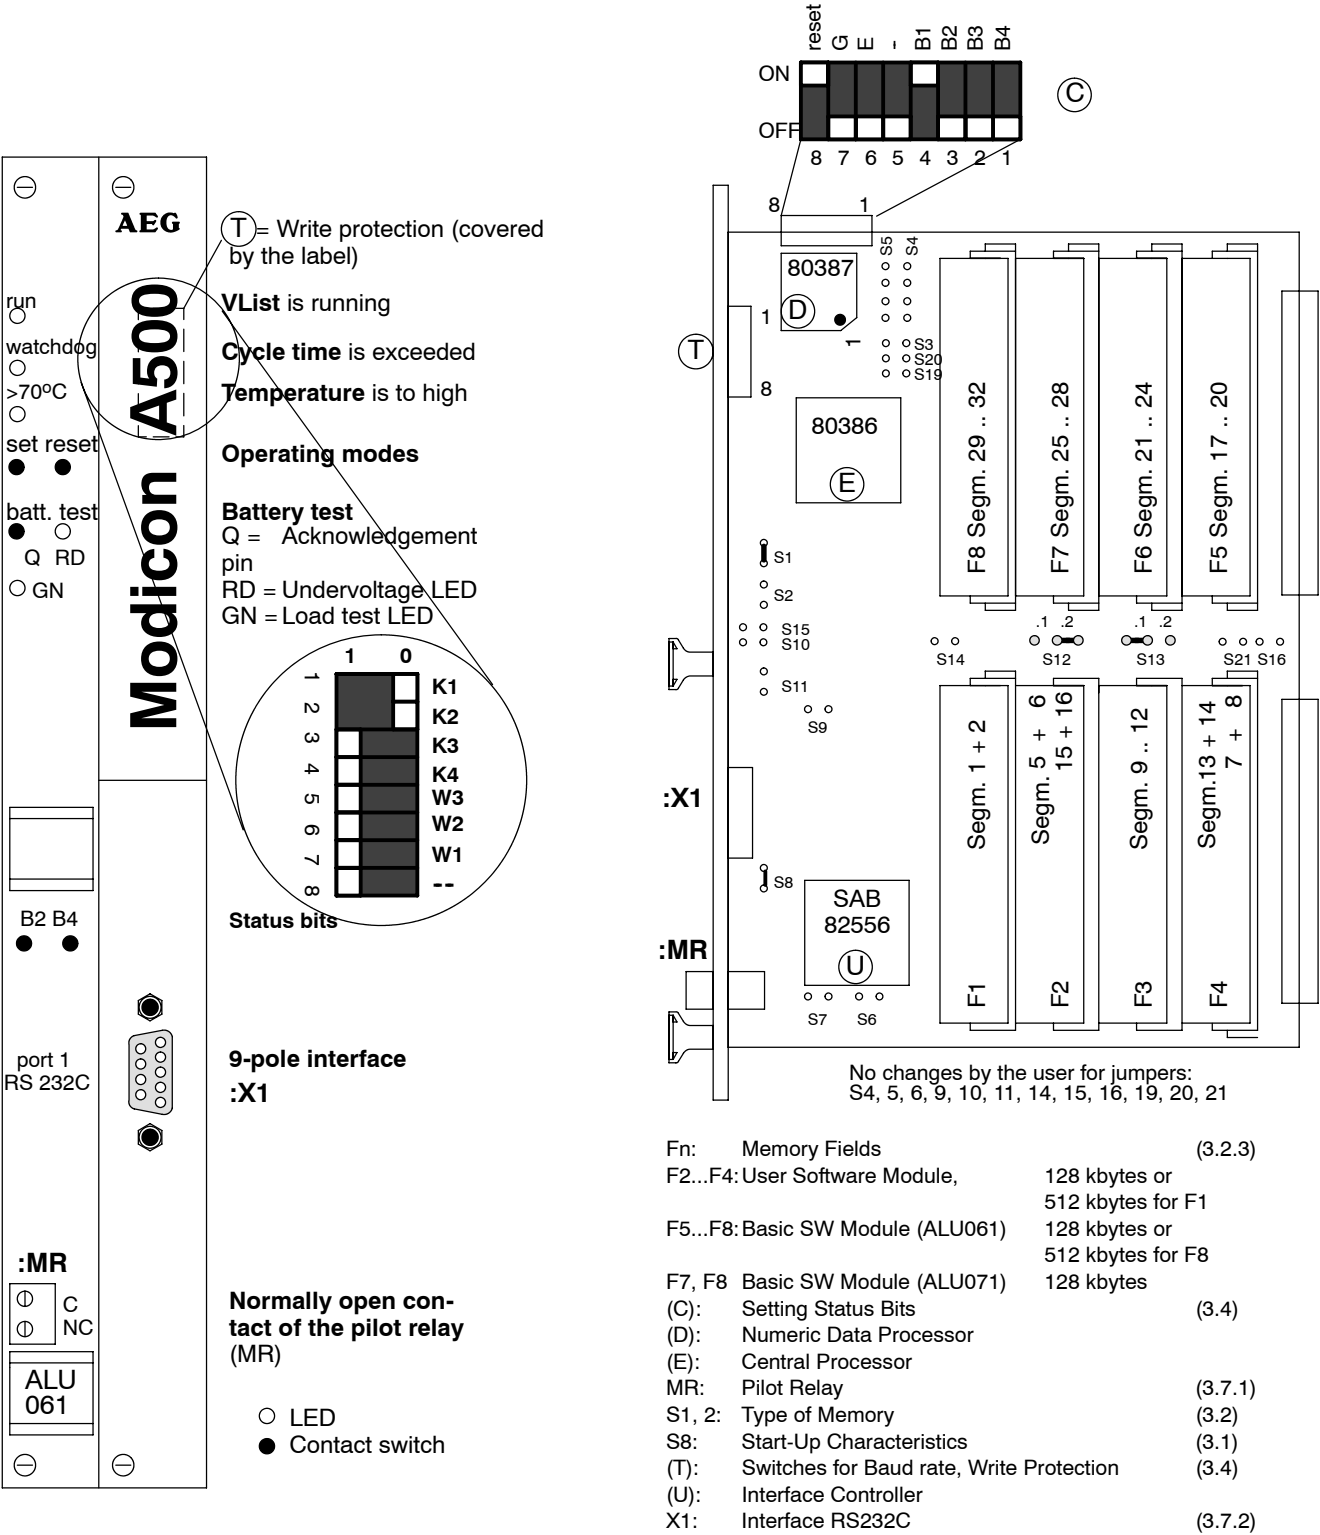 reset
G
E
-
B1
B2
B3
B4
ON
OFF
C
8 7 6 5 4 3 2 1
AEG
Modicon A500
run
watchdog
>70ºC
set reset
batt. test
Q RD
GN
T = Write protection (covered
by the label)
VList is running
Cycle time is exceeded
Temperature is to high
Operating modes
Battery test
Q = Acknowledgement
pin
RD = Undervoltage LED
GN = Load test LED
1 0
1 K1
2 K2
3 K3
4 K4
5 W3
6 W2
7 W1
8 --
Status bits
B2 B4
port 1
RS 232C
9-pole interface
:X1
:MR
C
NC
ALU
061
Normally open con-
tact of the pilot relay
(MR)
LED
Contact switch
8 1
80387
D
1
S5
S4
S3
S20
S19
T
1
8
80386
E
S1
S2
S15
S10
S11
S9
S14
.1 .2
S12
.1 .2
S13
S21 S16
F8 Segm. 29 .. 32
F7 Segm. 25 .. 28
F6 Segm. 21 .. 24
F5 Segm. 17 .. 20
F1 Segm. 1 + 2
F2 Segm. 5 + 6
15 + 16
F3 Segm. 9 .. 12
F4 Segm.13 + 14
7 + 8
:X1
S8
SAB
82556
U
:MR
S7 S6
No changes by the user for jumpers:
S4, 5, 6, 9, 10, 11, 14, 15, 16, 19, 20, 21
Fn: Memory Fields (3.2.3)
F2...F4: User Software Module, 128 kbytes or
512 kbytes for F1
F5...F8: Basic SW Module (ALU061) 128 kbytes or
512 kbytes for F8
F7, F8 Basic SW Module (ALU071) 128 kbytes
(C): Setting Status Bits (3.4)
(D): Numeric Data Processor
(E): Central Processor
MR: Pilot Relay (3.7.1)
S1, 2: Type of Memory (3.2)
S8: Start-Up Characteristics (3.1)
(T): Switches for Baud rate, Write Protection (3.4)
(U): Interface Controller
X1: Interface RS232C (3.7.2)